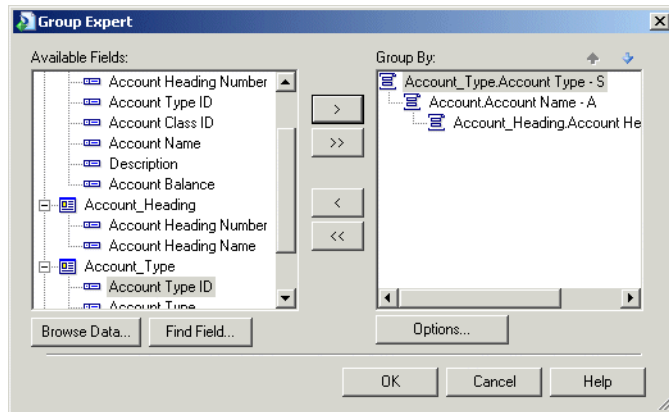 Group Expert
Available Fields:
Group By:
Account Heading Number
Account Type ID
Account Class ID
Account Name
Description
Account Balance
Account_Heading
Account Heading Number
Account Heading Name
Account_Type
Account Type ID
Account Type
>
>>
<
<<
Account_Type.Account Type - S
Account.Account Name - A
Account_Heading.Account He
Browse Data...
Find Field...
Options...
OK
Cancel
Help